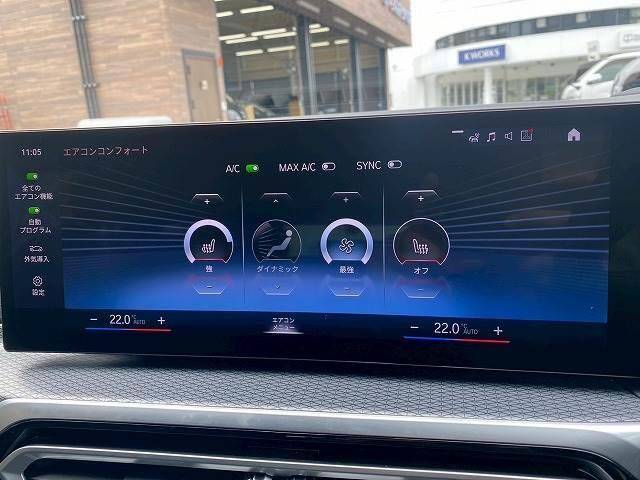 K'WORKS
11:05
エアコンコンフォート
A/C
MAX A/C
SYNC
全ての
エアコン機能
自動
プログラム
外気導入
設定
+
+
+
強
ダイナミック
最強
オフ
−
−
−
− 22.0 °C AUTO +
エアコン
メニュー
− 22.0 °C AUTO +